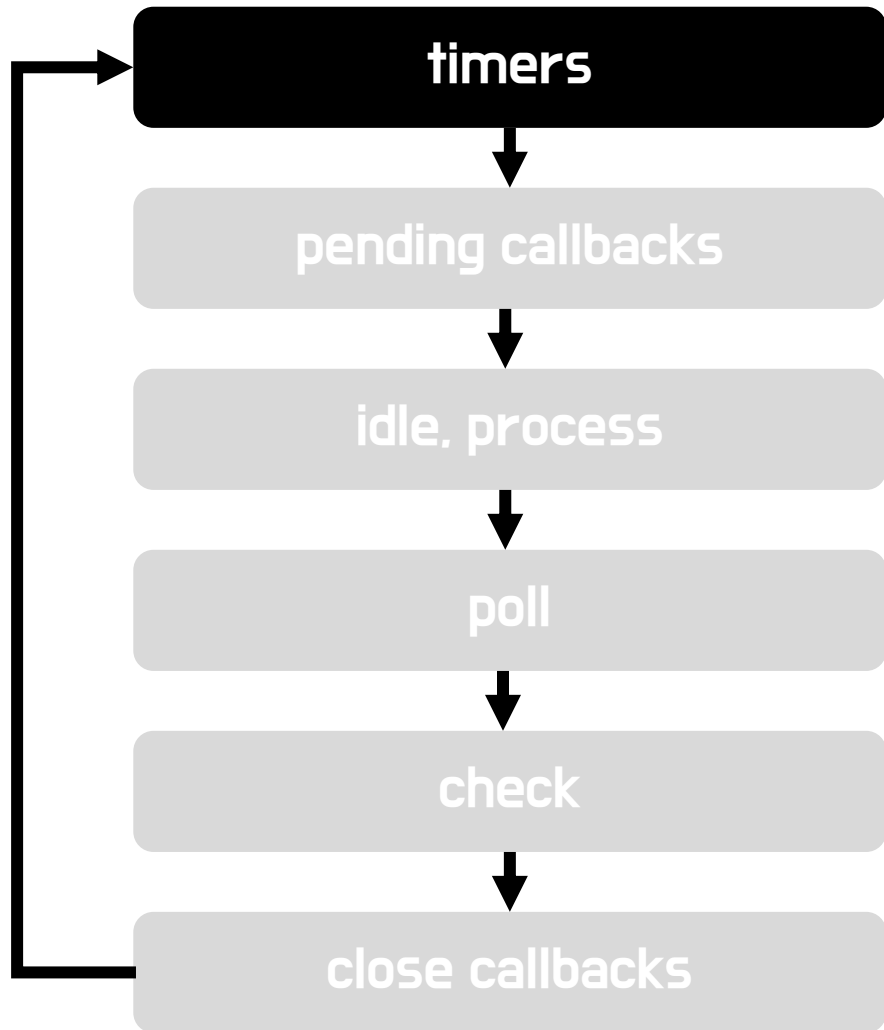 timers
pending callbacks
idle, process
poll
check
close callbacks